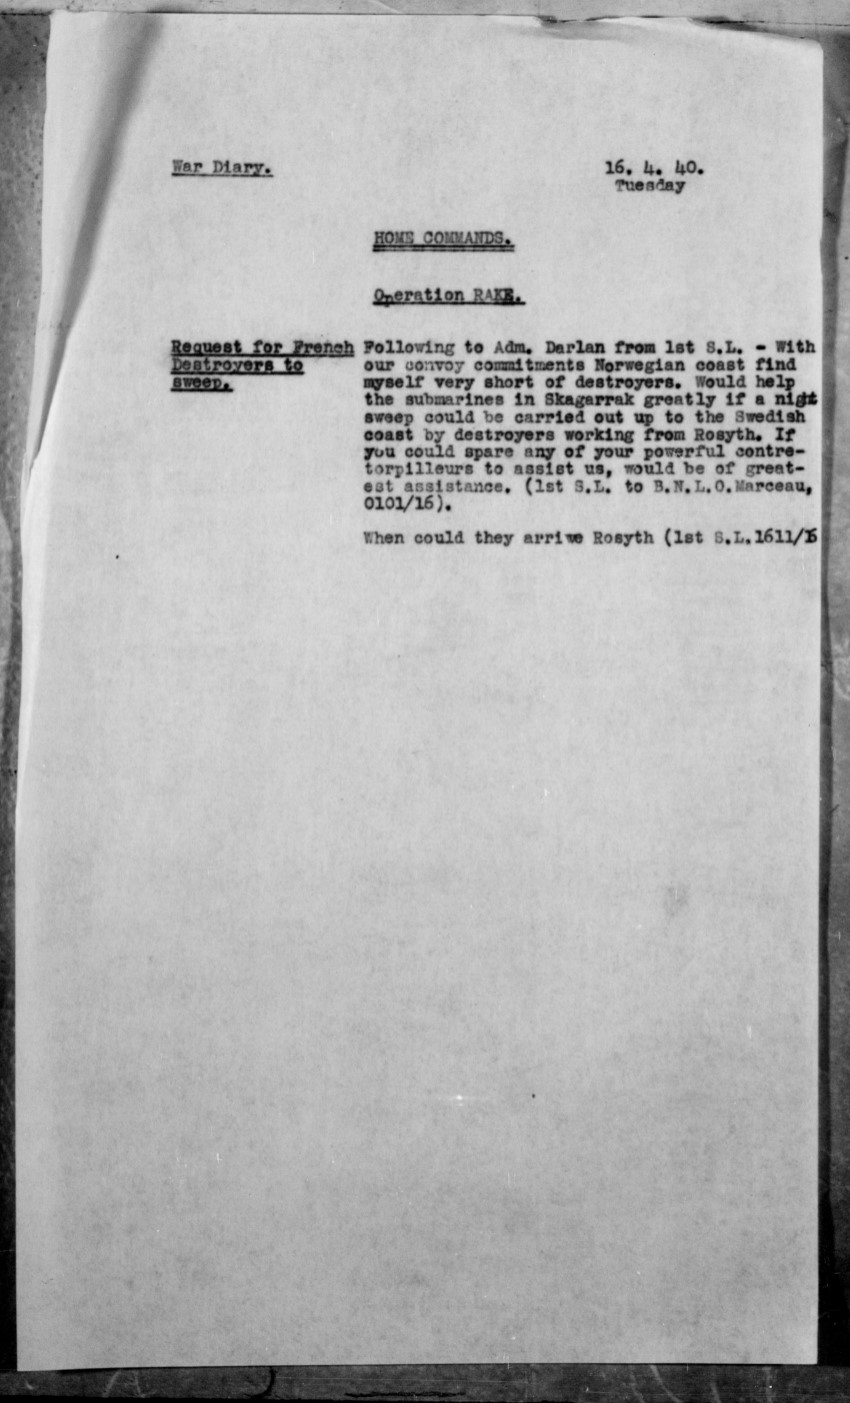 War Diary.
16. 4. 40.
Tuesday
HOME COMMANDS.
Operation RAKE.
Request for French
Destroyers to
sweep.
Following to Adm. Darlan from 1st S.L. - With
our convoy commitments Norwegian coast find
myself very short of destroyers. Would help
the submarines in Skagarrak greatly if a night
sweep could be carried out up to the Swedish
coast by destroyers working from Rosyth. If
you could spare any of your powerful contre-
torpilleurs to assist us, would be of great-
est assistance. (1st S.L. to B.N.L.O.Marceau,
0101/16).
When could they arrive Rosyth (1st S.L.1611/16